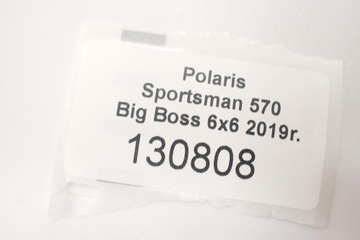 Polaris
Sportsman 570
Big Boss 6x6 2019r.
130808